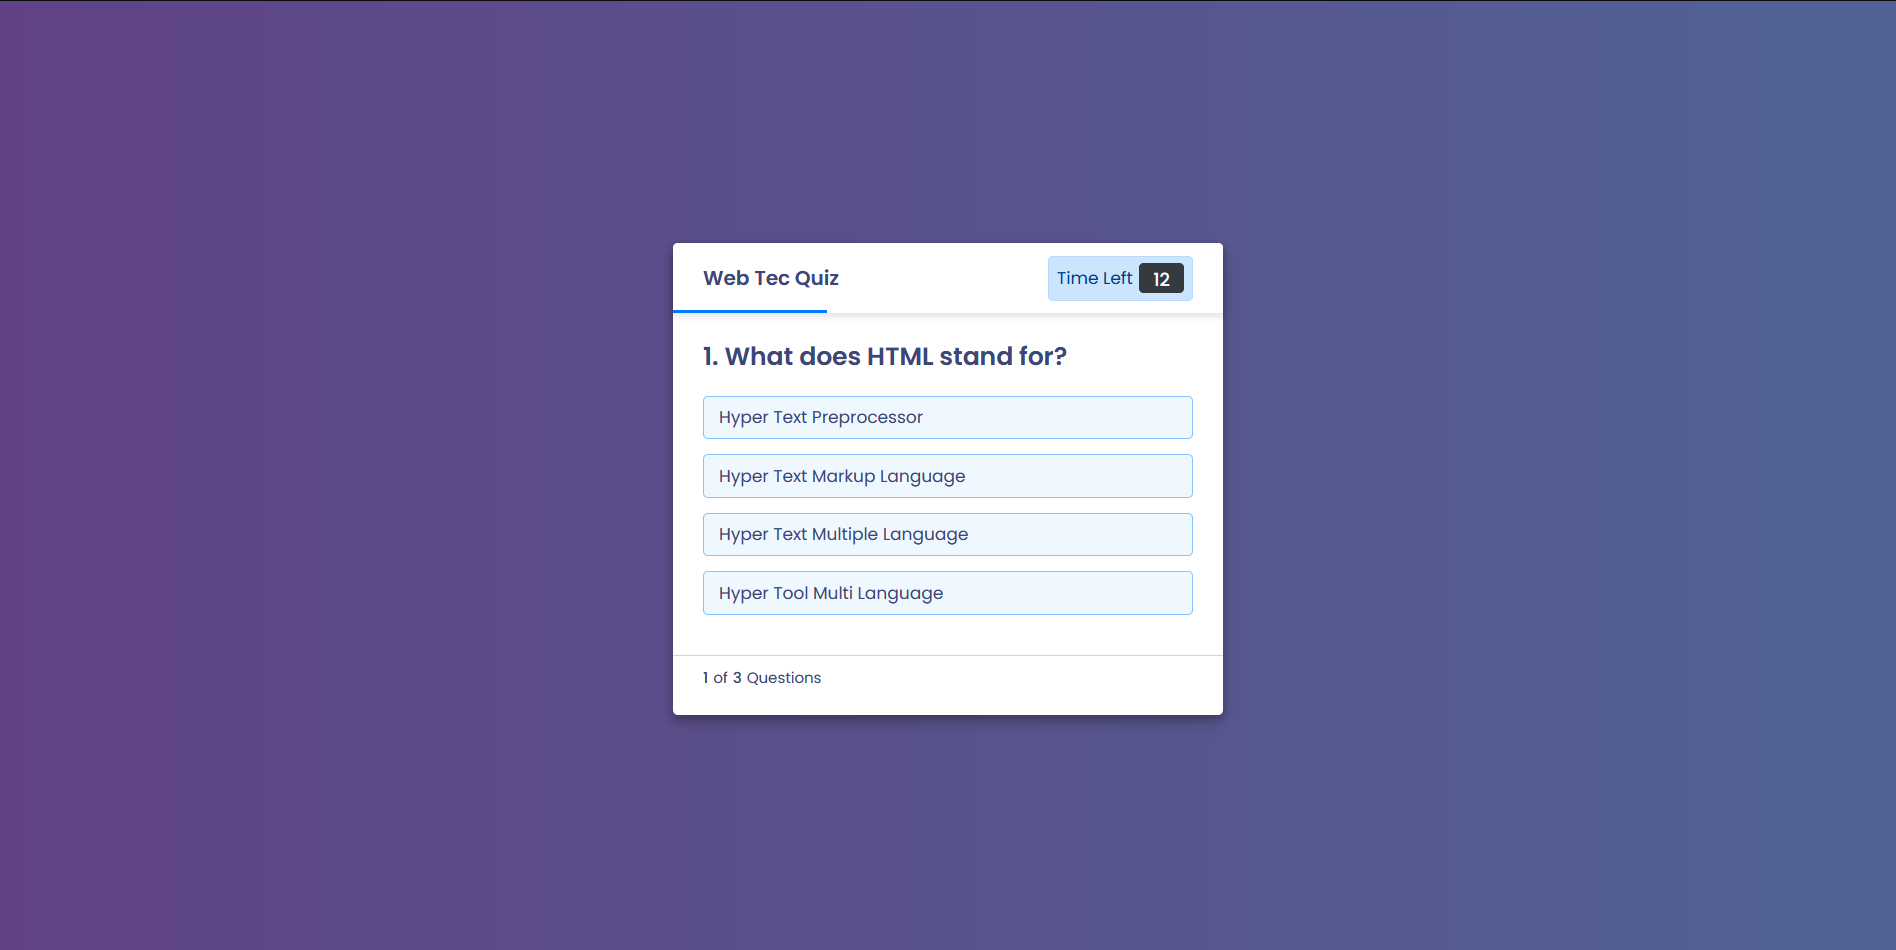 Web Tec Quiz
Time Left 12
1. What does HTML stand for?
Hyper Text Preprocessor
Hyper Text Markup Language
Hyper Text Multiple Language
Hyper Tool Multi Language
1 of 3 Questions